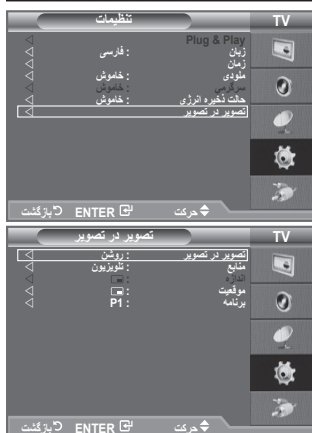 TV تنظیمات
Plug & Play
زبان : فارسی
زمان
ملودی : خاموش
سرگرمی : خاموش
حالت ذخیره انرژی : خاموش
تصویر در تصویر
حرکت ENTER بازگشت
TV تصویر در تصویر
تصویر در تصویر : روشن
منابع : تلویزیون
اندازه :
موقعیت :
برنامه : P1
حرکت ENTER بازگشت